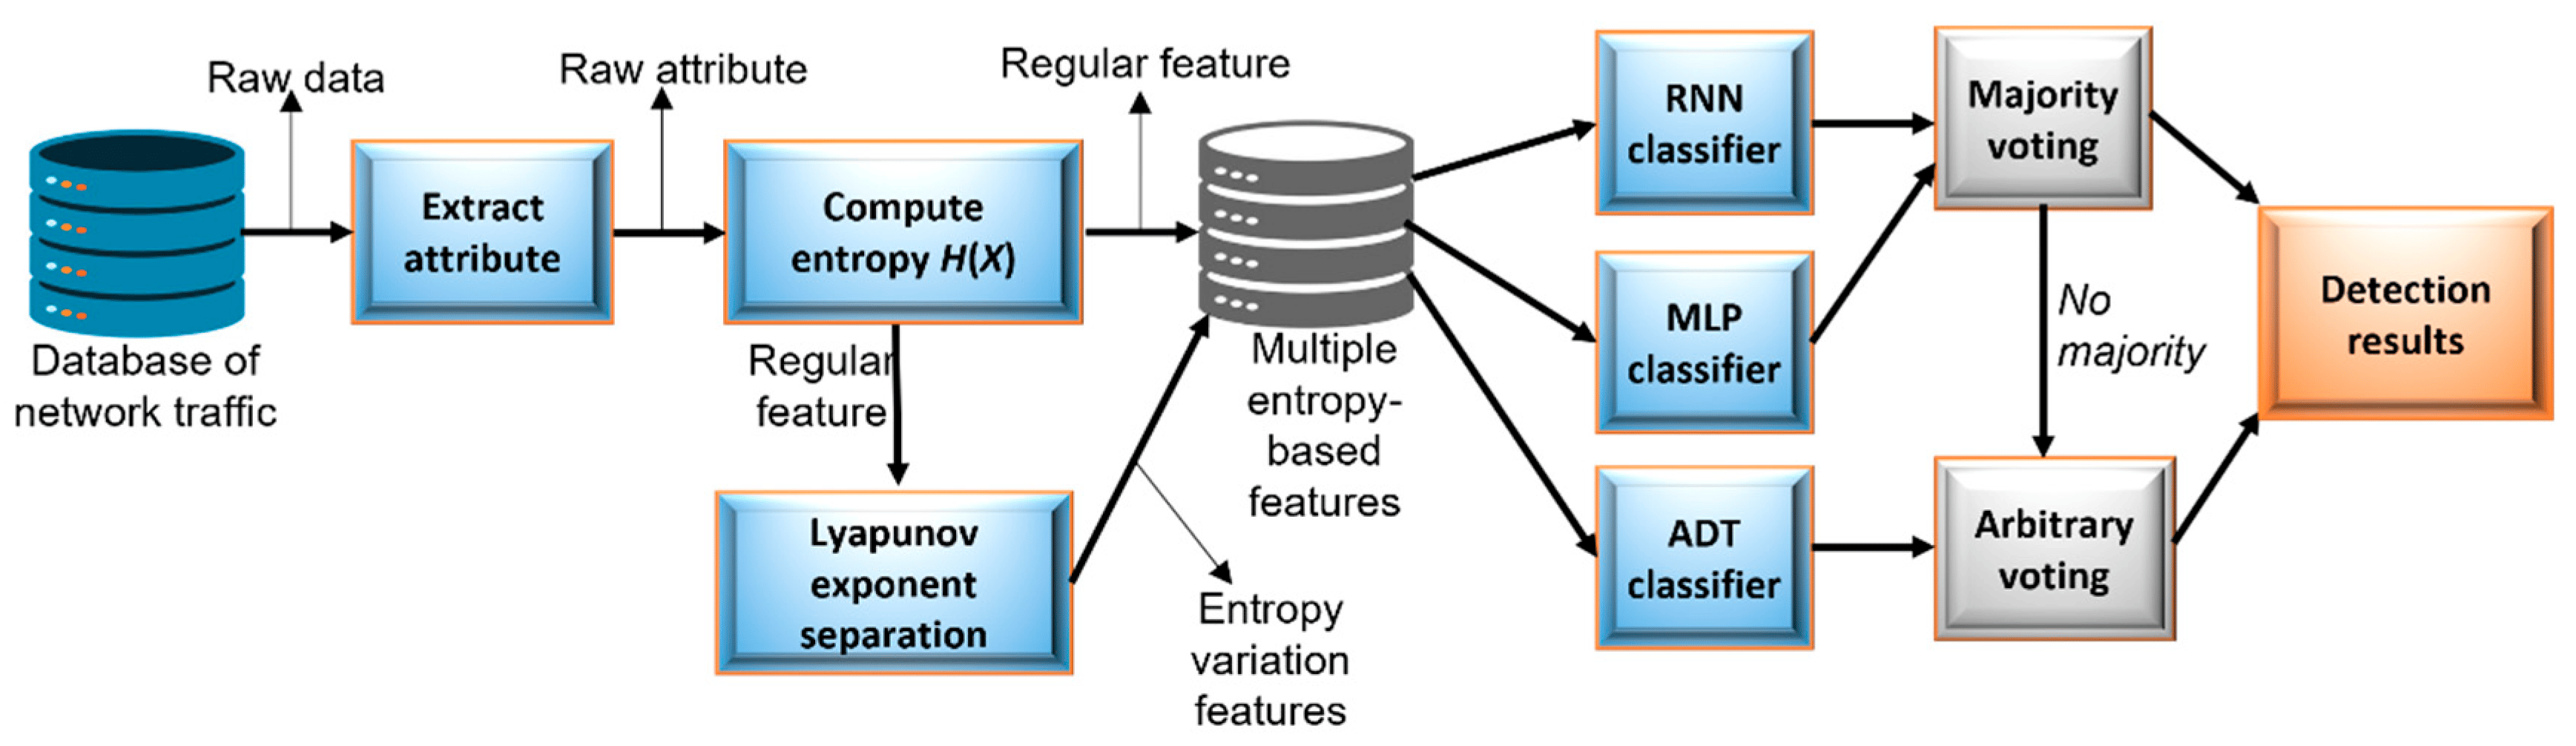 Raw data
Raw attribute
Regular feature
Database of
network traffic
Extract
attribute
Compute
entropy H(X)
Regular
feature
Lyapunov
exponent
separation
Entropy
variation
features
Multiple
entropy-
based
features
RNN
classifier
MLP
classifier
ADT
classifier
Majority
voting
No
majority
Arbitrary
voting
Detection
results